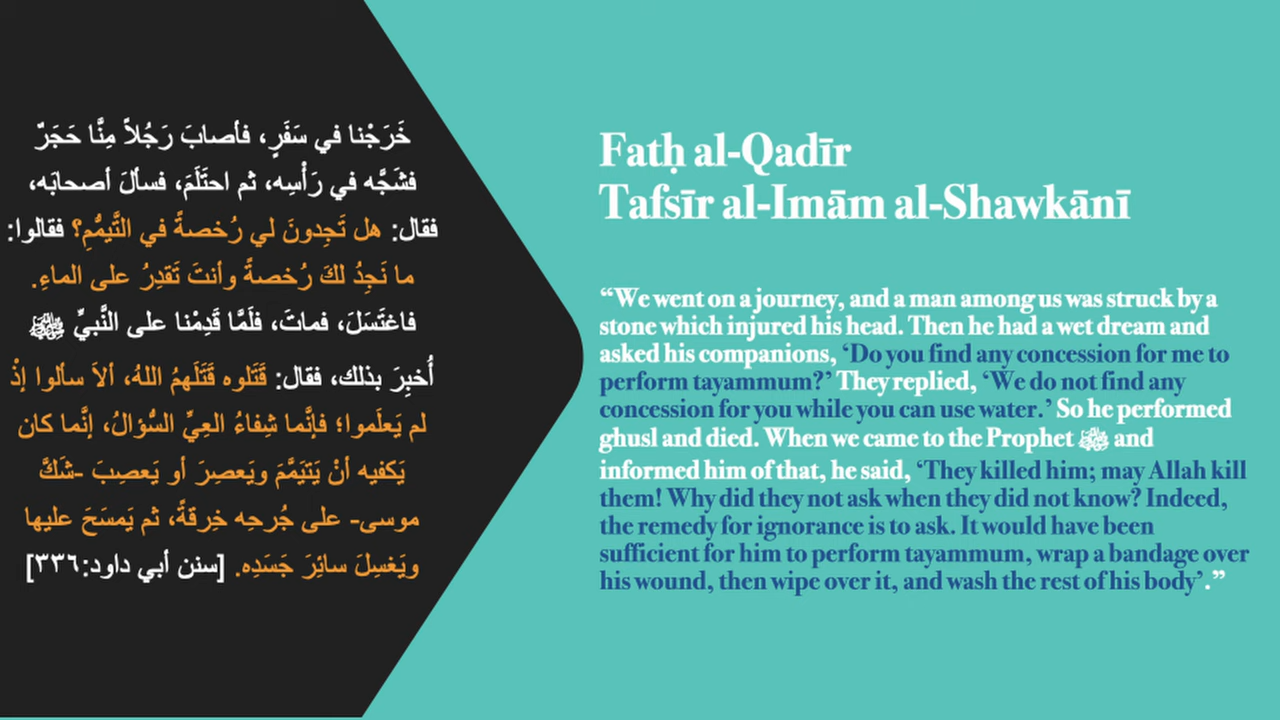 خَرَجْنا في سَفَرٍ، فأصابَ رَجُلاً مِنَّا حَجَرٌ
فشَجَّه في رَأْسِه، ثم احتَلَمَ، فسألَ أصحابَه،
فقال: هل تَجِدونَ لي رُخصةً في التَّيمُّمِ؟ فقالوا:
ما نَجِدُ لكَ رُخصةً وأنتَ تَقدِرُ على الماءِ.
فاغتَسَلَ، فماتَ، فلَمَّا قَدِمْنا على النَّبيِّ ﷺ
أُخبِرَ بذلك، فقال: قَتَلوه قَتَلَهمُ اللهُ، ألاَ سألوا إذْ
لم يَعلَموا؛ فإنَّما شِفاءُ العِيِّ السُّؤالُ، إنَّما كان
يَكفيه أنْ يَتيَمَّمَ ويَعصِرَ أو يَعصِبَ -شَكَّ
موسى- على جُرحِه خِرقةً، ثم يَمسَحَ عليها
ويَغسِلَ سائِرَ جَسَدِه. [سنن أبي داود:٣٣٦]
Fatḥ al-Qadīr
Tafsīr al-Imām al-Shawkānī
“We went on a journey, and a man among us was struck by a
stone which injured his head. Then he had a wet dream and
asked his companions, ‘Do you find any concession for me to
perform tayammum?’ They replied, ‘We do not find any
concession for you while you can use water.’ So he performed
ghusl and died. When we came to the Prophet ﷺ and
informed him of that, he said, ‘They killed him; may Allah kill
them! Why did they not ask when they did not know? Indeed,
the remedy for ignorance is to ask. It would have been
sufficient for him to perform tayammum, wrap a bandage over
his wound, then wipe over it, and wash the rest of his body’.”